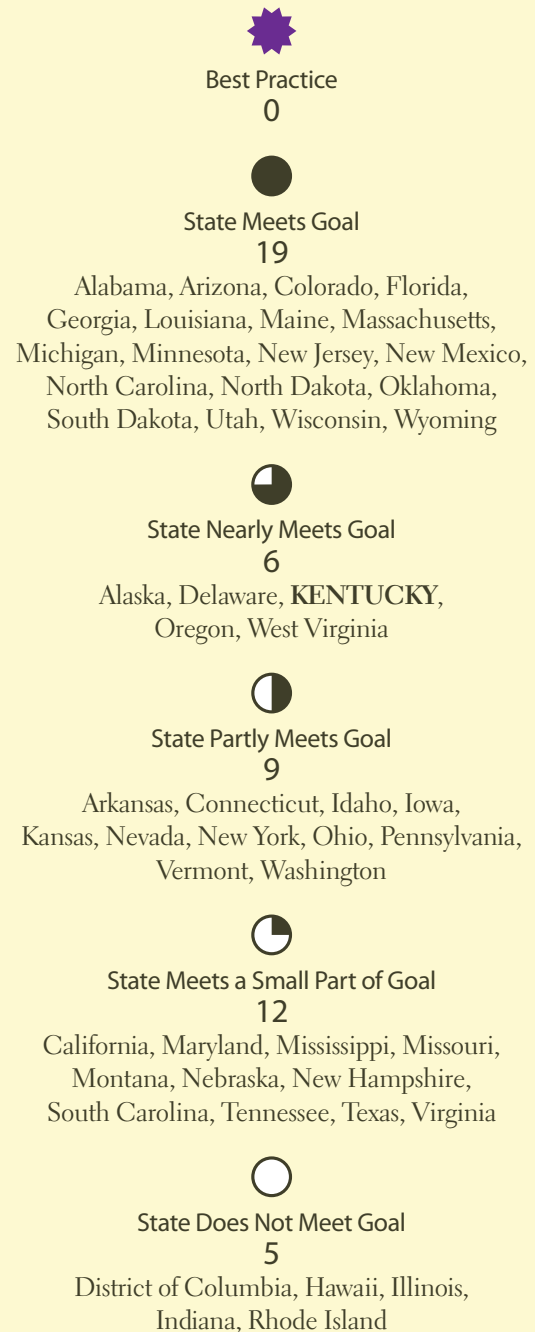 Best Practice
0
State Meets Goal
19
Alabama, Arizona, Colorado, Florida,
Georgia, Louisiana, Maine, Massachusetts,
Michigan, Minnesota, New Jersey, New Mexico,
North Carolina, North Dakota, Oklahoma,
South Dakota, Utah, Wisconsin, Wyoming
State Nearly Meets Goal
6
Alaska, Delaware, KENTUCKY,
Oregon, West Virginia
State Partly Meets Goal
9
Arkansas, Connecticut, Idaho, Iowa,
Kansas, Nevada, New York, Ohio, Pennsylvania,
Vermont, Washington
State Meets a Small Part of Goal
12
California, Maryland, Mississippi, Missouri,
Montana, Nebraska, New Hampshire,
South Carolina, Tennessee, Texas, Virginia
State Does Not Meet Goal
5
District of Columbia, Hawaii, Illinois,
Indiana, Rhode Island